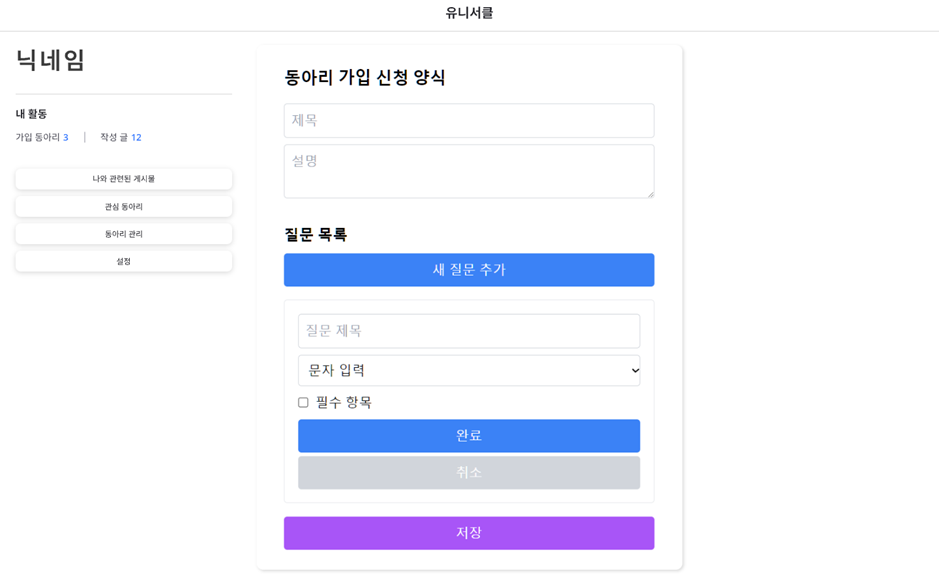 유니서클
닉네임
내 활동
가입 동아리 3 | 작성 글 12
나와 관련된 게시물
관심 동아리
동아리 관리
설정
동아리 가입 신청 양식
제목
설명
질문 목록
새 질문 추가
질문 제목
문자 입력
필수 항목
완료
취소
저장